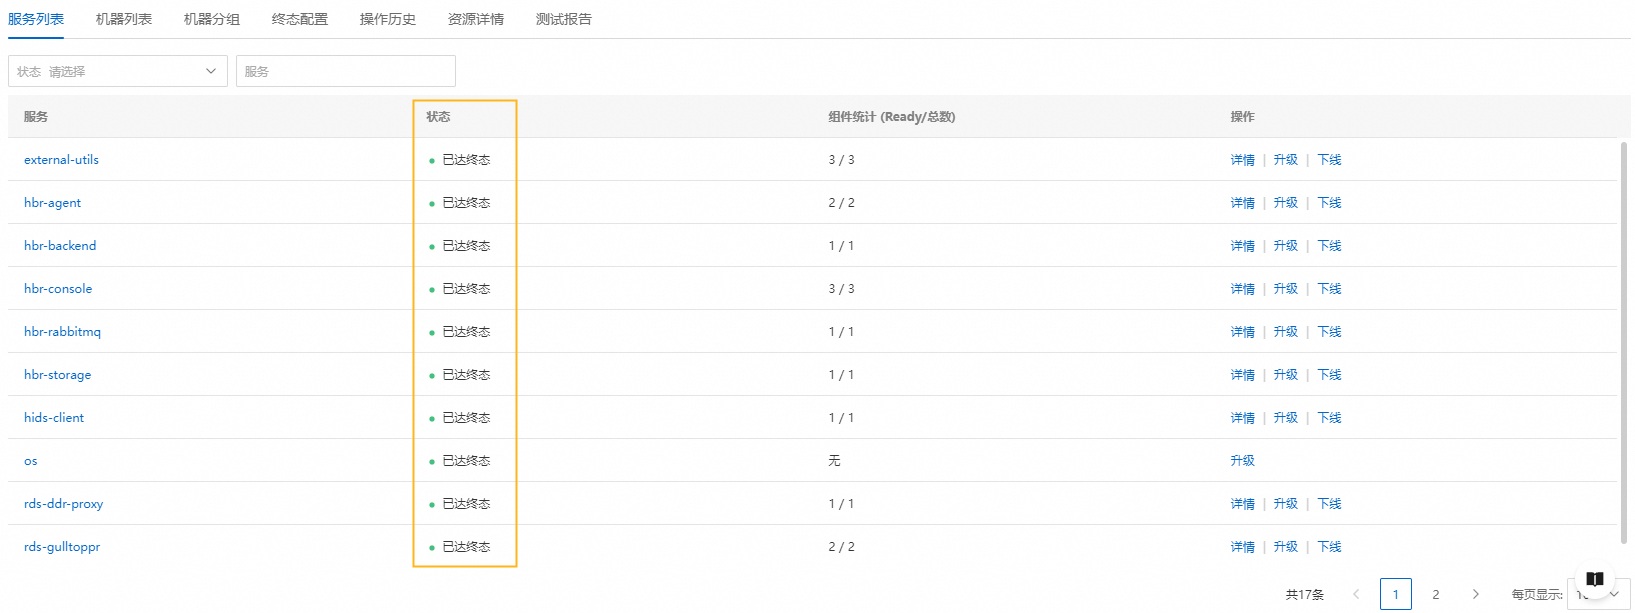 服务列表 机器列表 机器分组 终态配置 操作历史 资源详情 测试报告
状态 请选择 服务
服务 状态 组件统计 (Ready/总数) 操作
external-utils 已达终态 3 / 3 详情 | 升级 | 下线
hbr-agent 已达终态 2 / 2 详情 | 升级 | 下线
hbr-backend 已达终态 1 / 1 详情 | 升级 | 下线
hbr-console 已达终态 3 / 3 详情 | 升级 | 下线
hbr-rabbitmq 已达终态 1 / 1 详情 | 升级 | 下线
hbr-storage 已达终态 1 / 1 详情 | 升级 | 下线
hids-client 已达终态 1 / 1 详情 | 升级 | 下线
os 已达终态 无 升级
rds-ddr-proxy 已达终态 1 / 1 详情 | 升级 | 下线
rds-gulltoppr 已达终态 2 / 2 详情 | 升级 | 下线
共17条 1 2 每页显示: